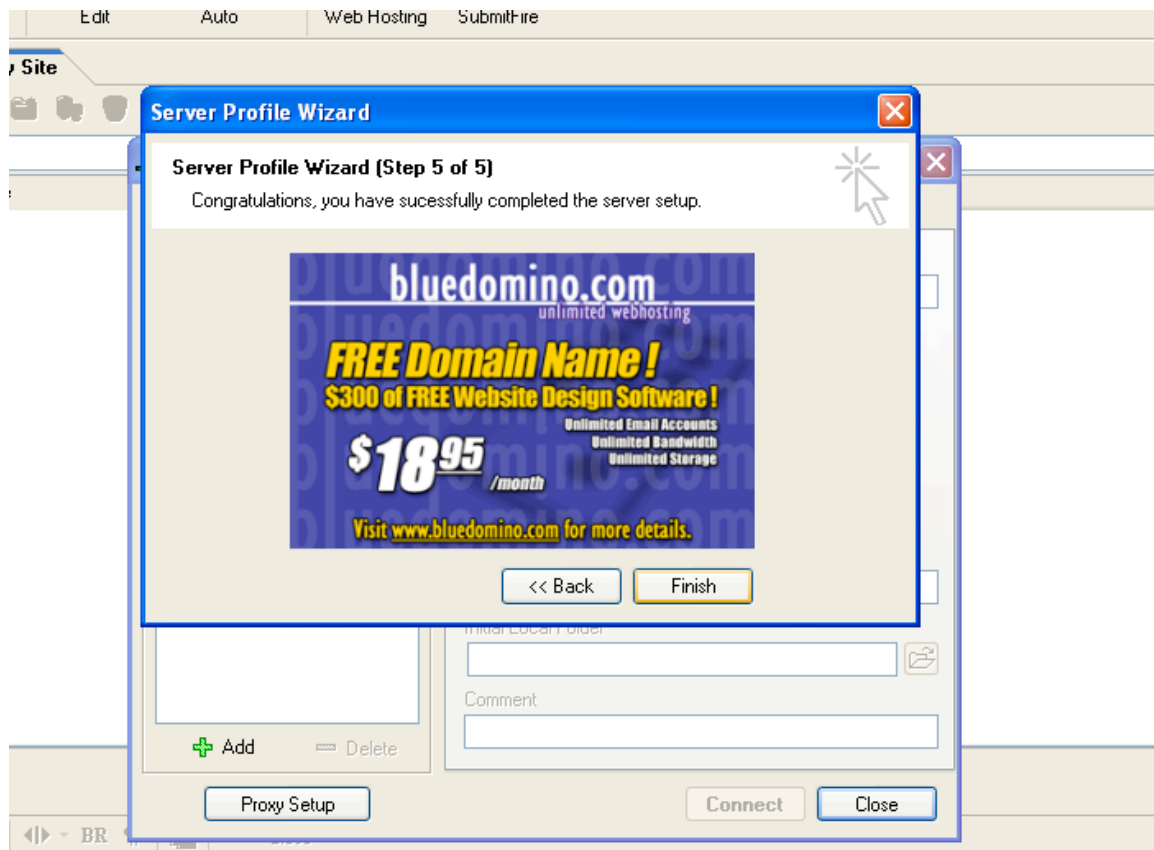 Edit Auto Web Hosting SubmitFire
Site
Server Profile Wizard
Server Profile Wizard (Step 5 of 5)
Congratulations, you have sucessfully completed the server setup.
bluedomino.com
unlimited webhosting
FREE Domain Name !
$300 of FREE Website Design Software !
Unlimited Email Accounts
Unlimited Bandwidth
Unlimited Storage
$18.95 /month
Visit www.bluedomino.com for more details.
<< Back Finish
Initial Local Folder
Comment
Add Delete
Proxy Setup Connect Close
BR